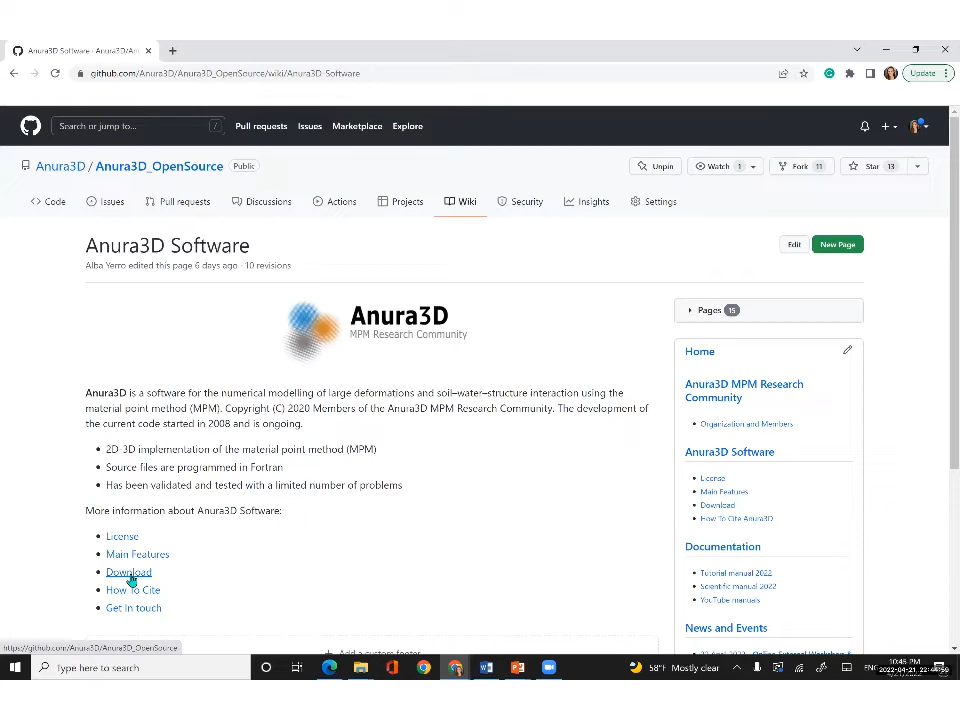 Anura3D Software · Anura3D/An
github.com/Anura3D/Anura3D_OpenSource/wiki/Anura3D-Software
Update
Search or jump to...
/
Pull requests
Issues
Marketplace
Explore
Anura3D / Anura3D_OpenSource
Public
Unpin
Watch 1
Fork 11
Star 13
Code
Issues
Pull requests
Discussions
Actions
Projects
Wiki
Security
Insights
Settings
Anura3D Software
Edit
New Page
Alba Yerro edited this page 6 days ago · 10 revisions
Anura3D
MPM Research Community
Anura3D is a software for the numerical modelling of large deformations and soil–water–structure interaction using the
material point method (MPM). Copyright (C) 2020 Members of the Anura3D MPM Research Community. The development of
the current code started in 2008 and is ongoing.
• 2D-3D implementation of the material point method (MPM)
• Source files are programmed in Fortran
• Has been validated and tested with a limited number of problems
More information about Anura3D Software:
• License
• Main Features
• Download
• How To Cite
• Get in touch
Add a custom footer
Pages 15
Home
Anura3D MPM Research
Community
• Organization and Members
Anura3D Software
• License
• Main Features
• Download
• How To Cite Anura3D
Documentation
• Tutorial manual 2022
• Scientific manual 2022
• YouTube manuals
News and Events
https://github.com/Anura3D/Anura3D_OpenSource
Type here to search
58°F Mostly clear
ENG
10:45 PM
2022-04-21, 22:44:59